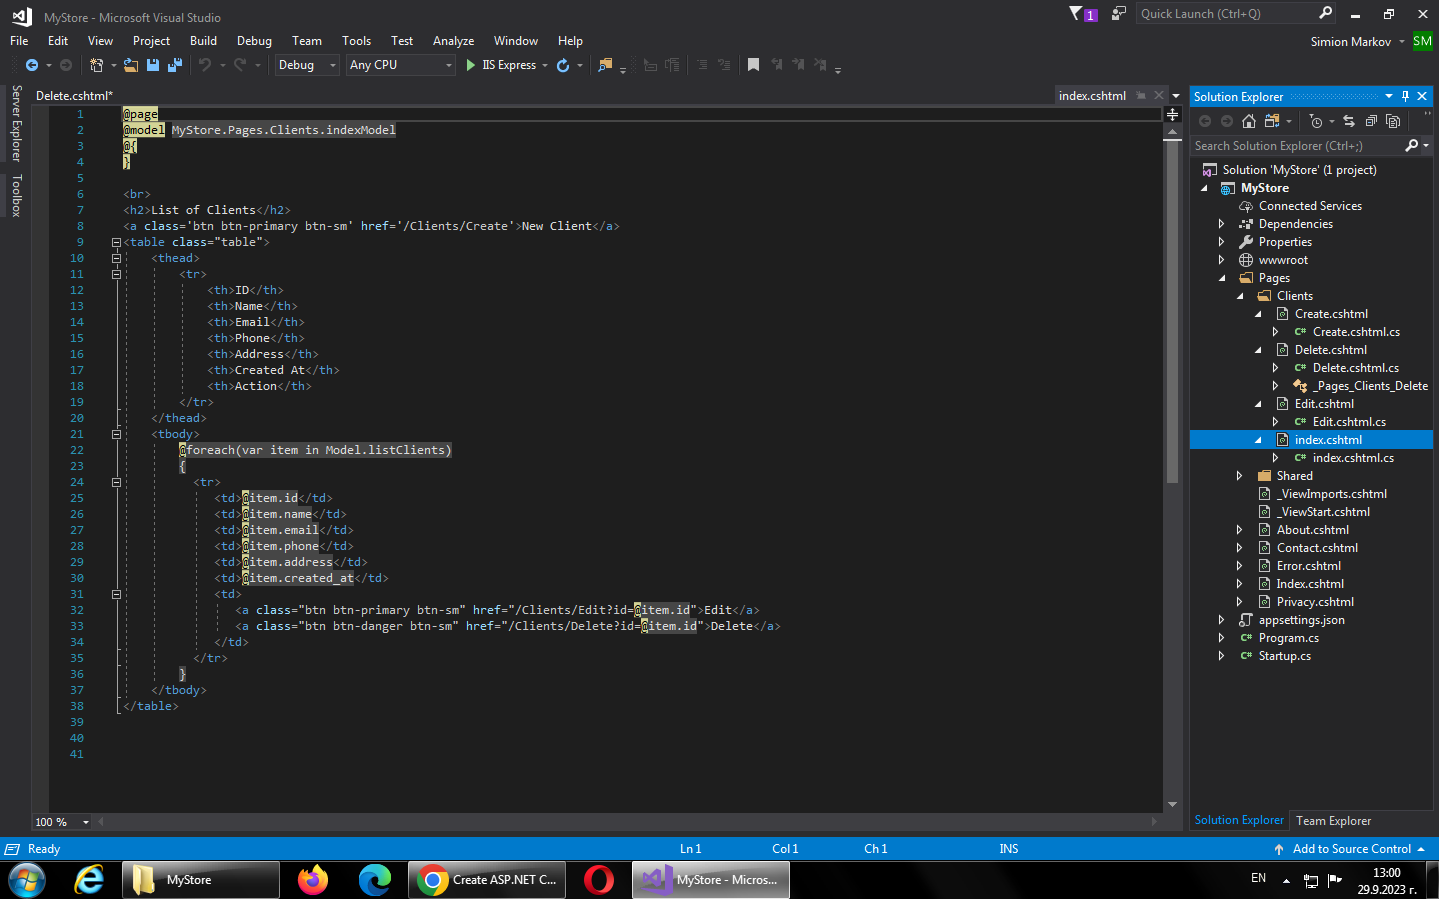 MyStore - Microsoft Visual Studio
1
Quick Launch (Ctrl+Q)
File Edit View Project Build Debug Team Tools Test Analyze Window Help
Simion Markov SM
Debug Any CPU IIS Express
Server Explorer
Toolbox
Delete.cshtml*
index.cshtml
1 @page
2 @model MyStore.Pages.Clients.indexModel
3 @{
4 }
5
6 <br>
7 <h2>List of Clients</h2>
8 <a class='btn btn-primary btn-sm' href='/Clients/Create'>New Client</a>
9 <table class="table">
10 <thead>
11 <tr>
12 <th>ID</th>
13 <th>Name</th>
14 <th>Email</th>
15 <th>Phone</th>
16 <th>Address</th>
17 <th>Created At</th>
18 <th>Action</th>
19 </tr>
20 </thead>
21 <tbody>
22 @foreach(var item in Model.listClients)
23 {
24 <tr>
25 <td>@item.id</td>
26 <td>@item.name</td>
27 <td>@item.email</td>
28 <td>@item.phone</td>
29 <td>@item.address</td>
30 <td>@item.created_at</td>
31 <td>
32 <a class="btn btn-primary btn-sm" href="/Clients/Edit?id=@item.id">Edit</a>
33 <a class="btn btn-danger btn-sm" href="/Clients/Delete?id=@item.id">Delete</a>
34 </td>
35 </tr>
36 }
37 </tbody>
38 </table>
39
40
41
100 %
Solution Explorer
Search Solution Explorer (Ctrl+;)
Solution 'MyStore' (1 project)
MyStore
Connected Services
Dependencies
Properties
wwwroot
Pages
Clients
Create.cshtml
C# Create.cshtml.cs
Delete.cshtml
C# Delete.cshtml.cs
_Pages_Clients_Delete
Edit.cshtml
C# Edit.cshtml.cs
index.cshtml
C# index.cshtml.cs
Shared
_ViewImports.cshtml
_ViewStart.cshtml
About.cshtml
Contact.cshtml
Error.cshtml
Index.cshtml
Privacy.cshtml
appsettings.json
C# Program.cs
C# Startup.cs
Solution Explorer Team Explorer
Ready Ln 1 Col 1 Ch 1 INS Add to Source Control
MyStore
Create ASP.NET C...
MyStore - Micros...
EN
13:00
29.9.2023 г.